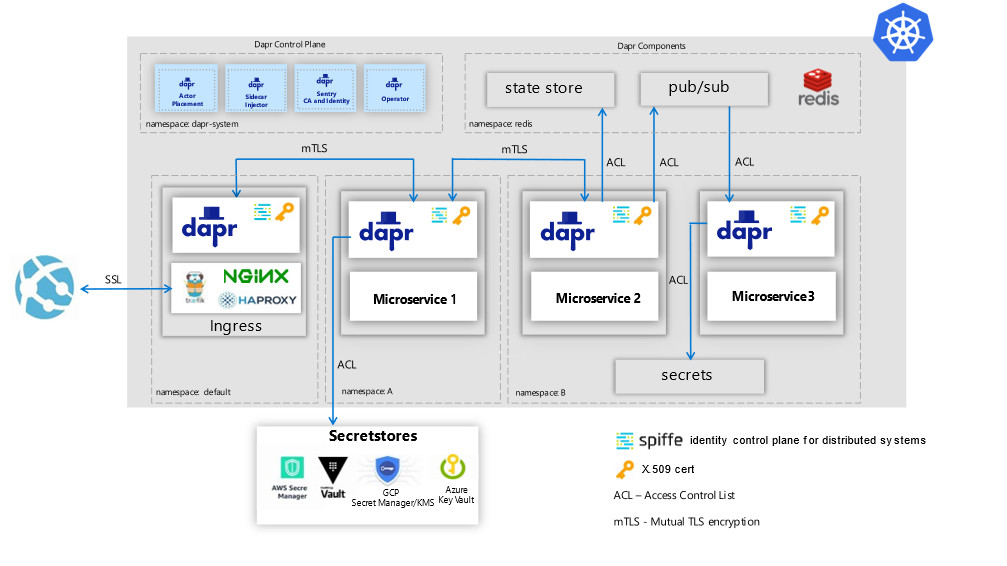 Dapr Control Plane
Dapr Components
dapr
Actor
Placement
dapr
Sidecar
Injector
dapr
Sentry
CA and Identity
dapr
Operator
namespace: dapr-system
state store
pub/sub
redis
namespace: redis
mTLS
mTLS
ACL
ACL
ACL
dapr
dapr
dapr
dapr
SSL
træfik
NGINX
HAPROXY
Ingress
Microservice 1
Microservice 2
Microservice3
ACL
ACL
secrets
namespace: default
namespace: A
namespace: B
Secretstores
AWS Secre
Manager
Vault
GCP
Secret Manager/KMS
Azure
Key Vault
spiffe identity control plane for distributed systems
X.509 cert
ACL – Access Control List
mTLS - Mutual TLS encryption